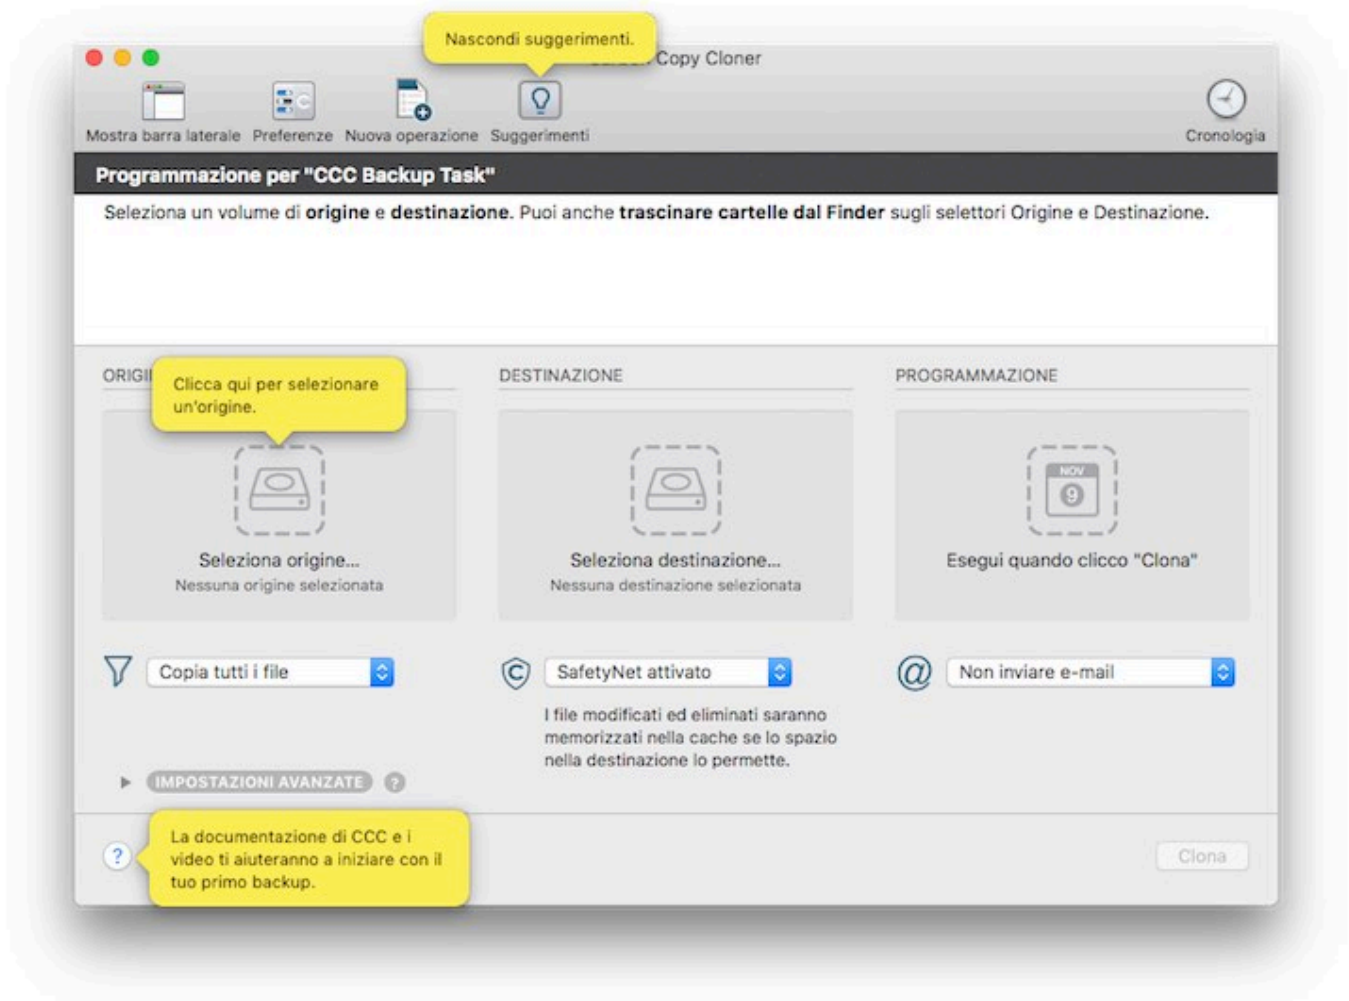 Nascondi suggerimenti.
Copy Cloner
Mostra barra laterale
Preferenze
Nuova operazione
Suggerimenti
Cronologia
Programmazione per "CCC Backup Task"
Seleziona un volume di origine e destinazione. Puoi anche trascinare cartelle dal Finder sugli selettori Origine e Destinazione.
Clicca qui per selezionare
un'origine.
DESTINAZIONE
PROGRAMMAZIONE
NOV
9
Seleziona origine...
Nessuna origine selezionata
Seleziona destinazione...
Nessuna destinazione selezionata
Esegui quando clicco "Clona"
Copia tutti i file
SafetyNet attivato
Non inviare e-mail
I file modificati ed eliminati saranno
memorizzati nella cache se lo spazio
nella destinazione lo permette.
IMPOSTAZIONI AVANZATE ?
?
La documentazione di CCC e i
video ti aiuteranno a iniziare con il
tuo primo backup.
Clona